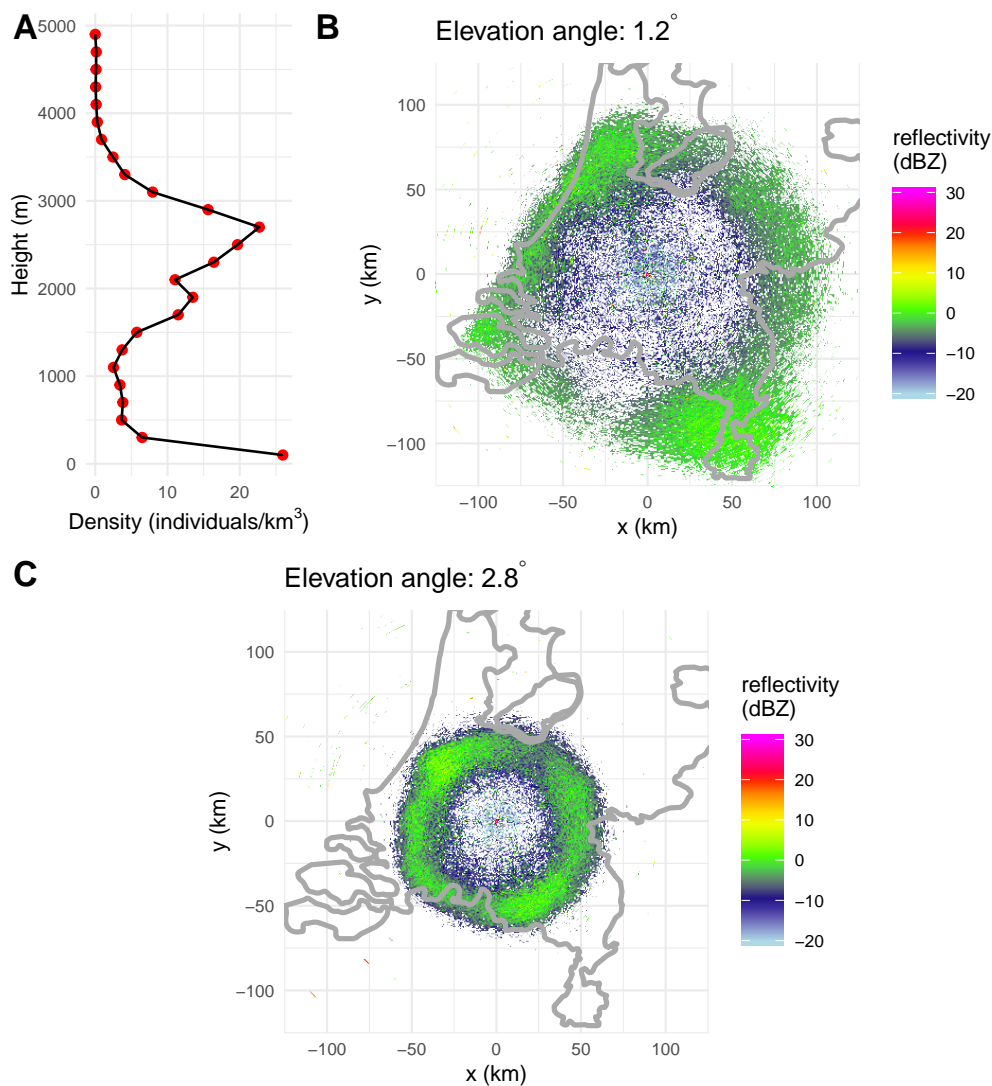 A
5000
4000
3000
2000
1000
0
Height (m)
0
10
20
Density (individuals/km³)
B
Elevation angle: 1.2°
100
50
0
−50
−100
y (km)
−100
−50
0
50
100
x (km)
reflectivity
(dBZ)
30
20
10
0
−10
−20
C
Elevation angle: 2.8°
100
50
0
−50
−100
y (km)
−100
−50
0
50
100
x (km)
reflectivity
(dBZ)
30
20
10
0
−10
−20